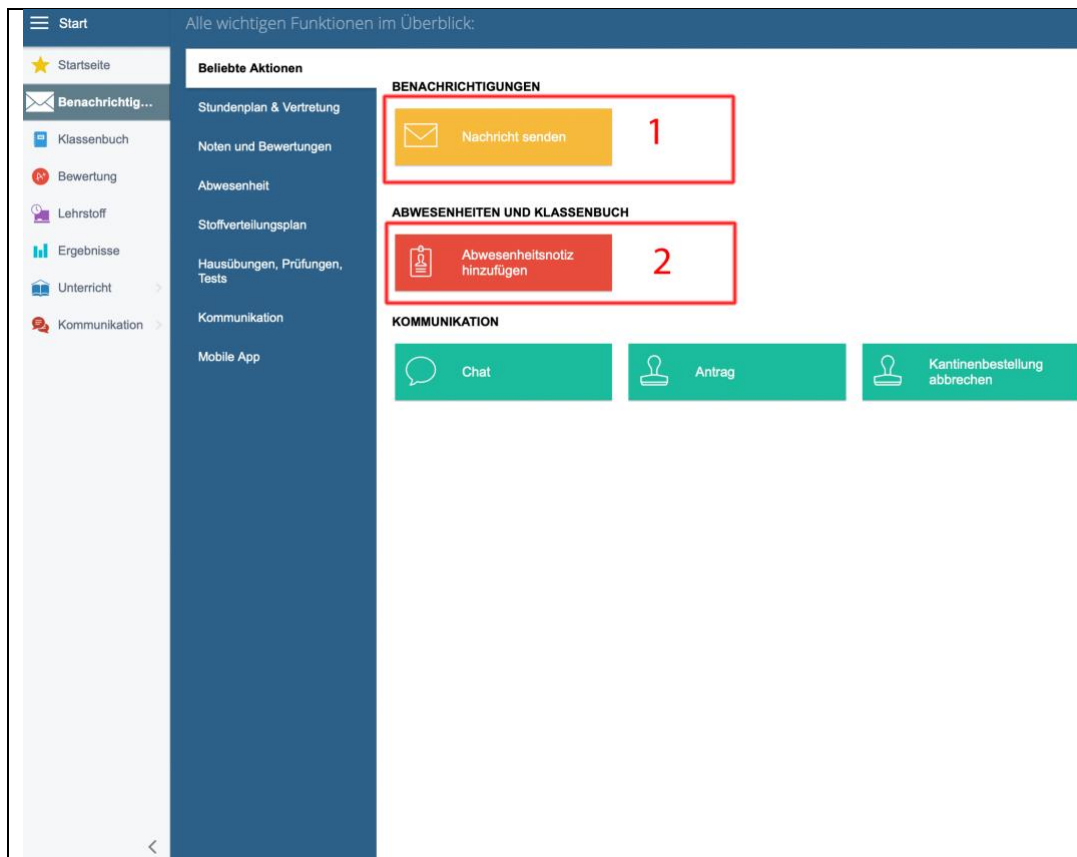 Start
Alle wichtigen Funktionen im Überblick:
Startseite
Benachrichtig...
Klassenbuch
Bewertung
Lehrstoff
Ergebnisse
Unterricht
Kommunikation
Beliebte Aktionen
Stundenplan & Vertretung
Noten und Bewertungen
Abwesenheit
Stoffverteilungsplan
Hausübungen, Prüfungen,
Tests
Kommunikation
Mobile App
BENACHRICHTIGUNGEN
Nachricht senden
1
ABWESENHEITEN UND KLASSENBUCH
Abwesenheitsnotiz
hinzufügen
2
KOMMUNIKATION
Chat
Antrag
Kantinenbestellung
abbrechen